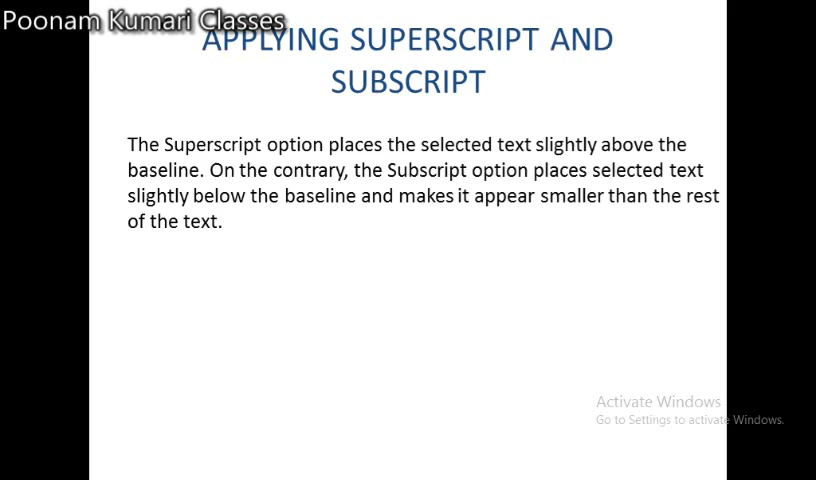 Poonam Kumari Classes
APPLYING SUPERSCRIPT AND
SUBSCRIPT
The Superscript option places the selected text slightly above the
baseline. On the contrary, the Subscript option places selected text
slightly below the baseline and makes it appear smaller than the rest
of the text.
Activate Windows
Go to Settings to activate Windows.